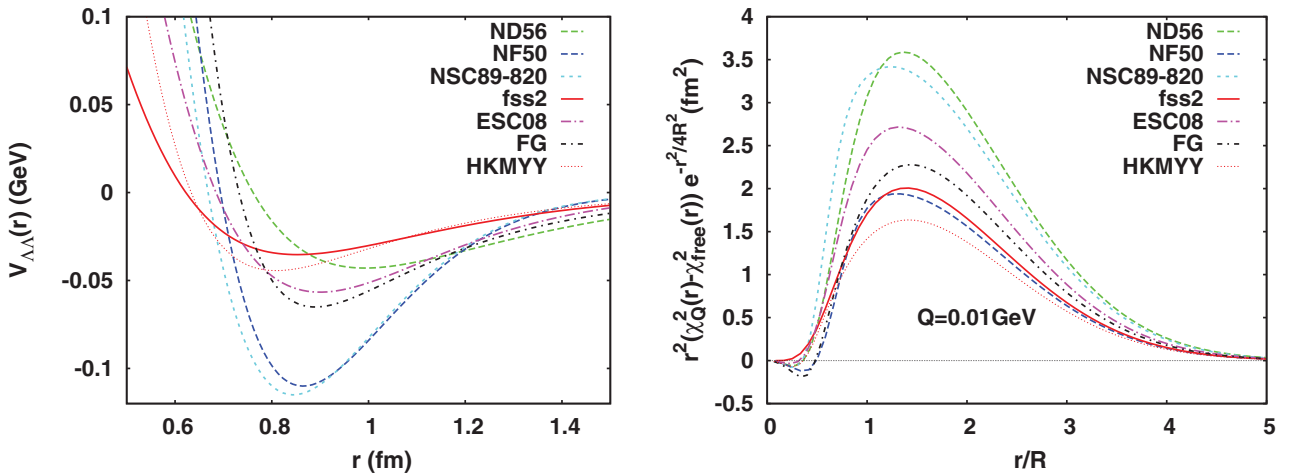 V_ΛΛ(r) (GeV)
0.1
0.05
0
-0.05
-0.1
ND56
NF50
NSC89-820
fss2
ESC08
FG
HKMYY
0.6 0.8 1 1.2 1.4
r (fm)
r²(χ²_Q(r)-χ²_free(r)) e^{-r²/4R²}(fm²)
4
3.5
3
2.5
2
1.5
1
0.5
0
-0.5
ND56
NF50
NSC89-820
fss2
ESC08
FG
HKMYY
Q=0.01GeV
0 1 2 3 4 5
r/R